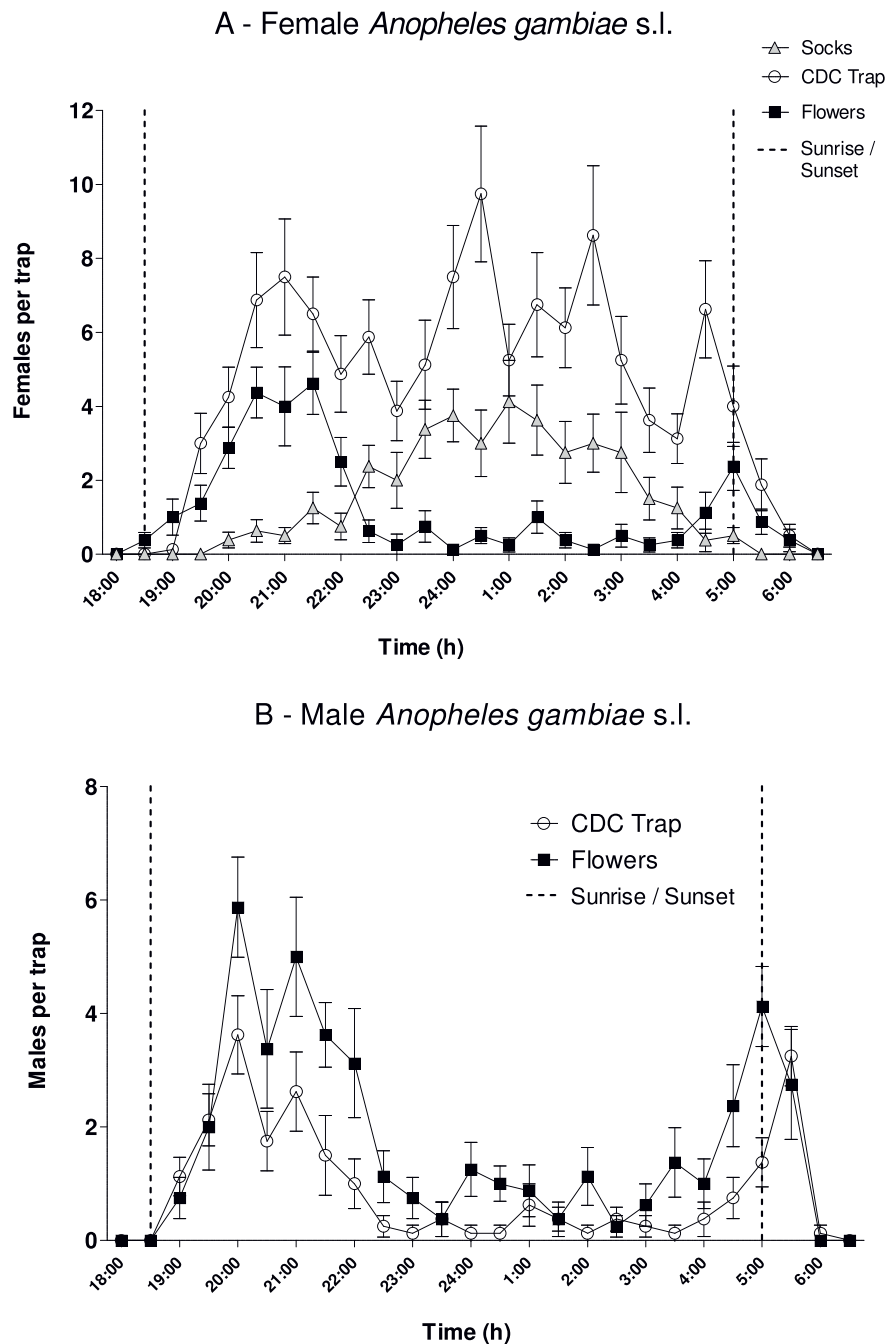 A - Female Anopheles gambiae s.l.
Socks
CDC Trap
Flowers
Sunrise /
Sunset
12
10
8
6
4
2
0
Females per trap
18:00
19:00
20:00
21:00
22:00
23:00
24:00
1:00
2:00
3:00
4:00
5:00
6:00
Time (h)
B - Male Anopheles gambiae s.l.
8
6
4
2
0
Males per trap
CDC Trap
Flowers
Sunrise / Sunset
18:00
19:00
20:00
21:00
22:00
23:00
24:00
1:00
2:00
3:00
4:00
5:00
6:00
Time (h)